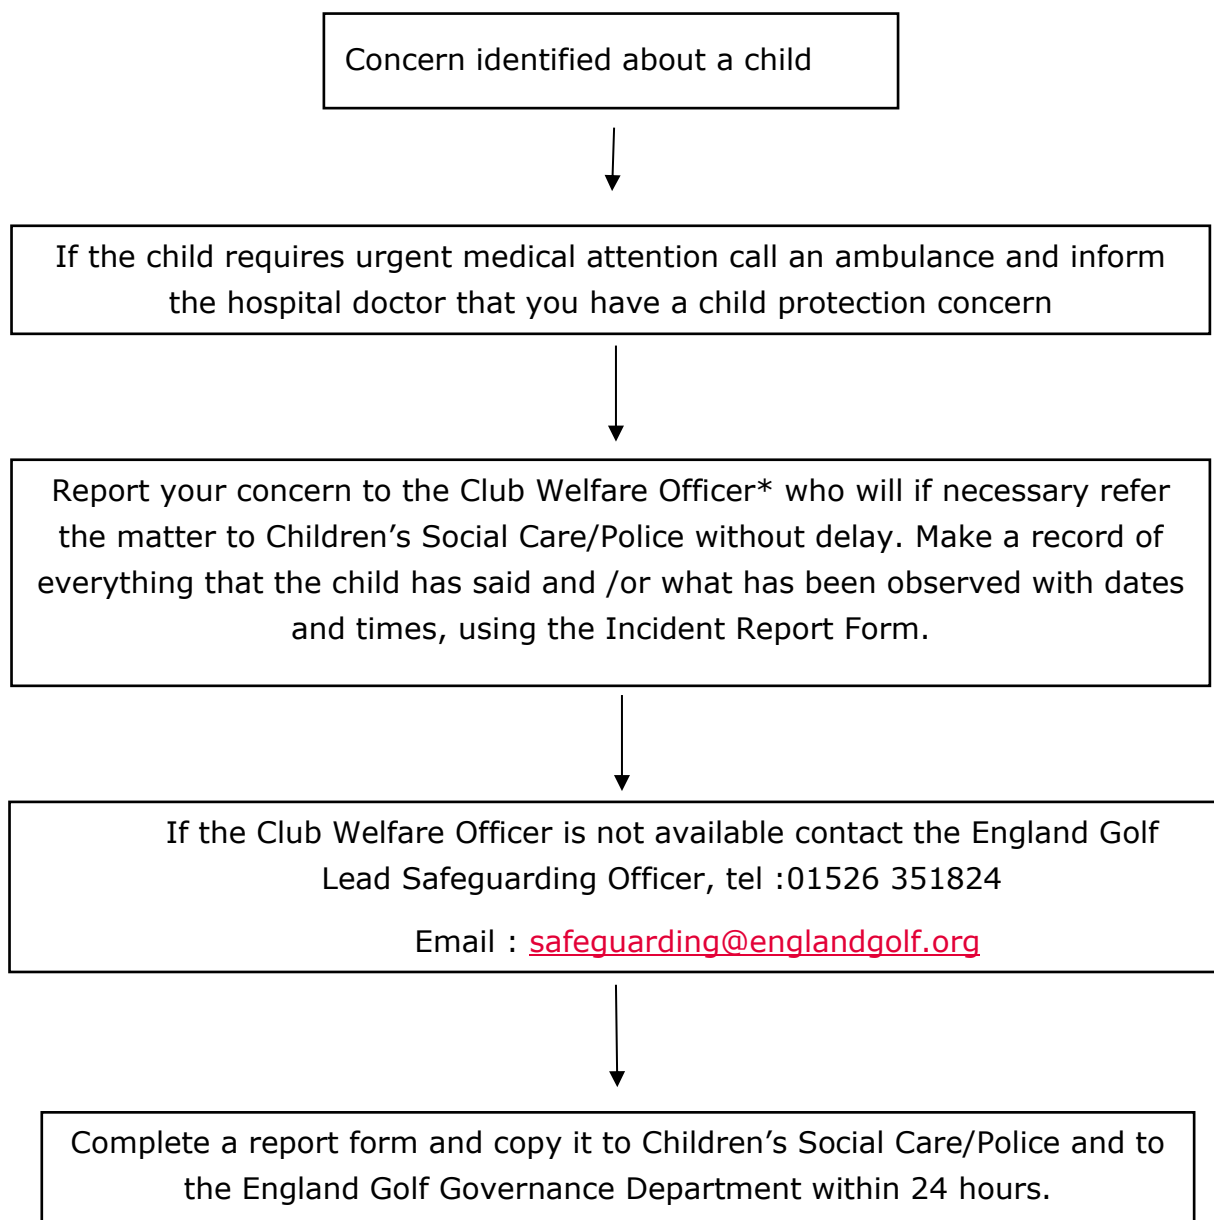 Concern identified about a child
If the child requires urgent medical attention call an ambulance and inform
the hospital doctor that you have a child protection concern
Report your concern to the Club Welfare Officer* who will if necessary refer
the matter to Children’s Social Care/Police without delay. Make a record of
everything that the child has said and /or what has been observed with dates
and times, using the Incident Report Form.
If the Club Welfare Officer is not available contact the England Golf
Lead Safeguarding Officer, tel :01526 351824
Email : safeguarding@englandgolf.org
Complete a report form and copy it to Children’s Social Care/Police and to
the England Golf Governance Department within 24 hours.